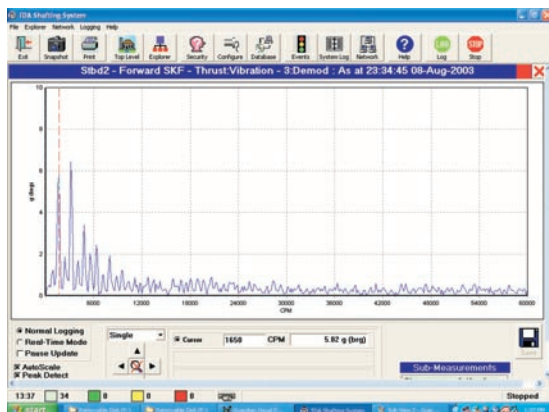 JDA Shafting System
File Explorer Network Logging Help
Exit Snapshot Print Top Level Explorer Security Configure Database Events System Log Network Help Log Stop
LOG STOP
Stbd2 - Forward SKF - Thrust:Vibration - 3:Demod : As at 23:34:45 08-Aug-2003
10
8
6
4
2
0
g (brg)
6000 12000 18000 24000 30000 36000 42000 48000 54000 60000
CPM
Normal Logging
Real-Time Mode
Pause Update
AutoScale
Peak Detect
Single
Cursor 1650 CPM 5.82 g (brg)
Save
Sub-Measurements
13:37 34 0 0 0 Stopped
START